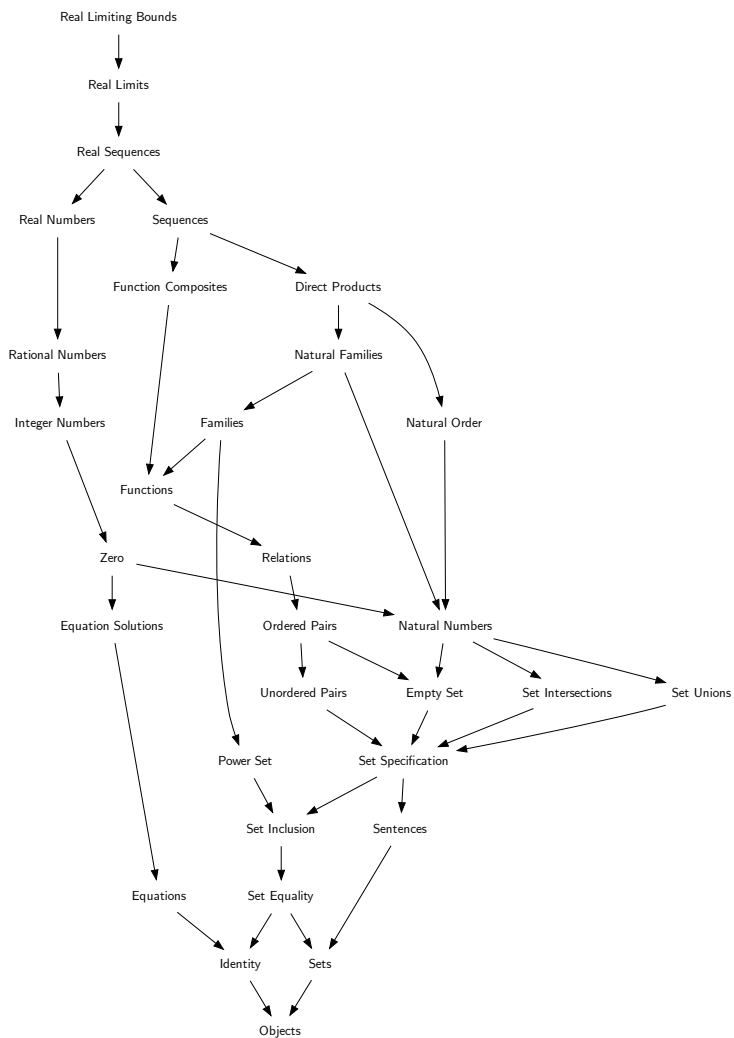 Real Limiting Bounds
Real Limits
Real Sequences
Real Numbers
Sequences
Function Composites
Direct Products
Rational Numbers
Natural Families
Integer Numbers
Families
Natural Order
Functions
Zero
Relations
Equation Solutions
Ordered Pairs
Natural Numbers
Unordered Pairs
Empty Set
Set Intersections
Set Unions
Power Set
Set Specification
Set Inclusion
Sentences
Equations
Set Equality
Identity
Sets
Objects